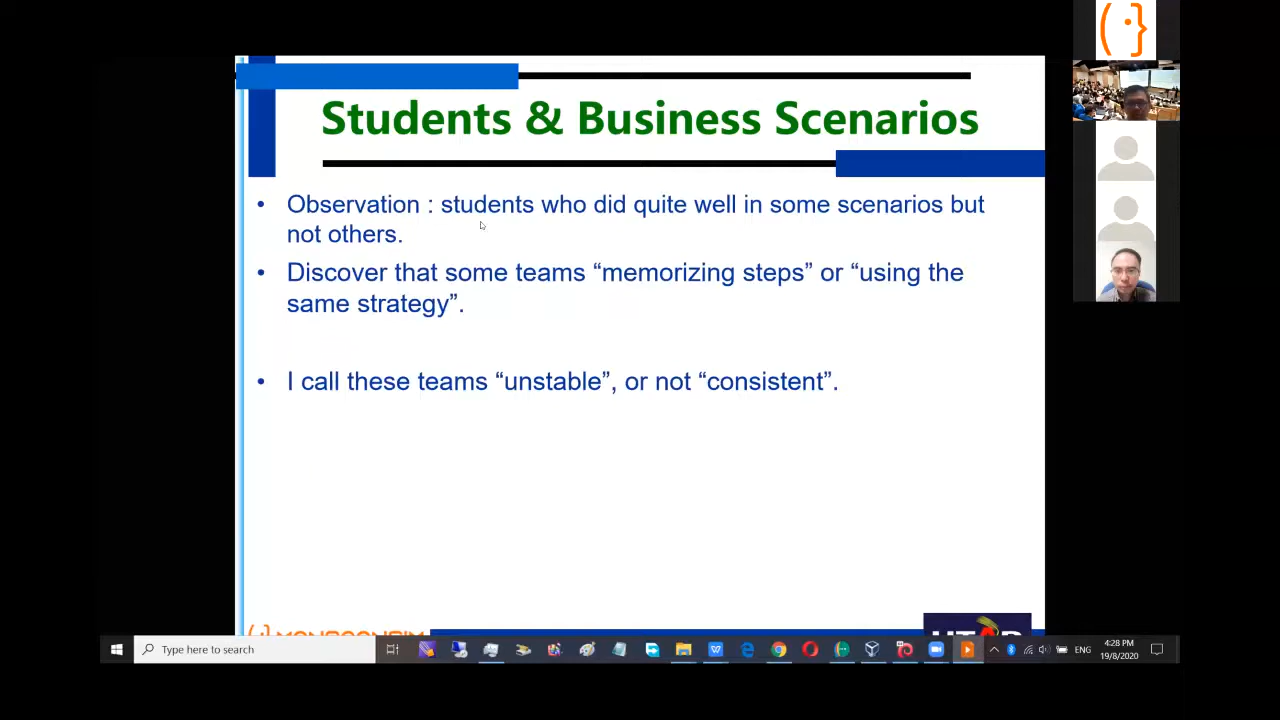 Students & Business Scenarios
• Observation : students who did quite well in some scenarios but
not others.
• Discover that some teams “memorizing steps” or “using the
same strategy”.
• I call these teams “unstable”, or not “consistent”.
Type here to search
ENG
4:28 PM
19/8/2020